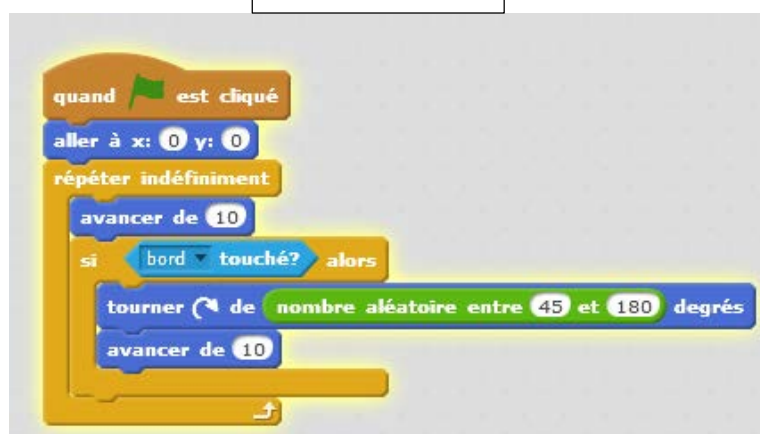 quand est cliqué
aller à x: 0 y: 0
répéter indéfiniment
avancer de 10
si bord touché? alors
tourner de nombre aléatoire entre 45 et 180 degrés
avancer de 10